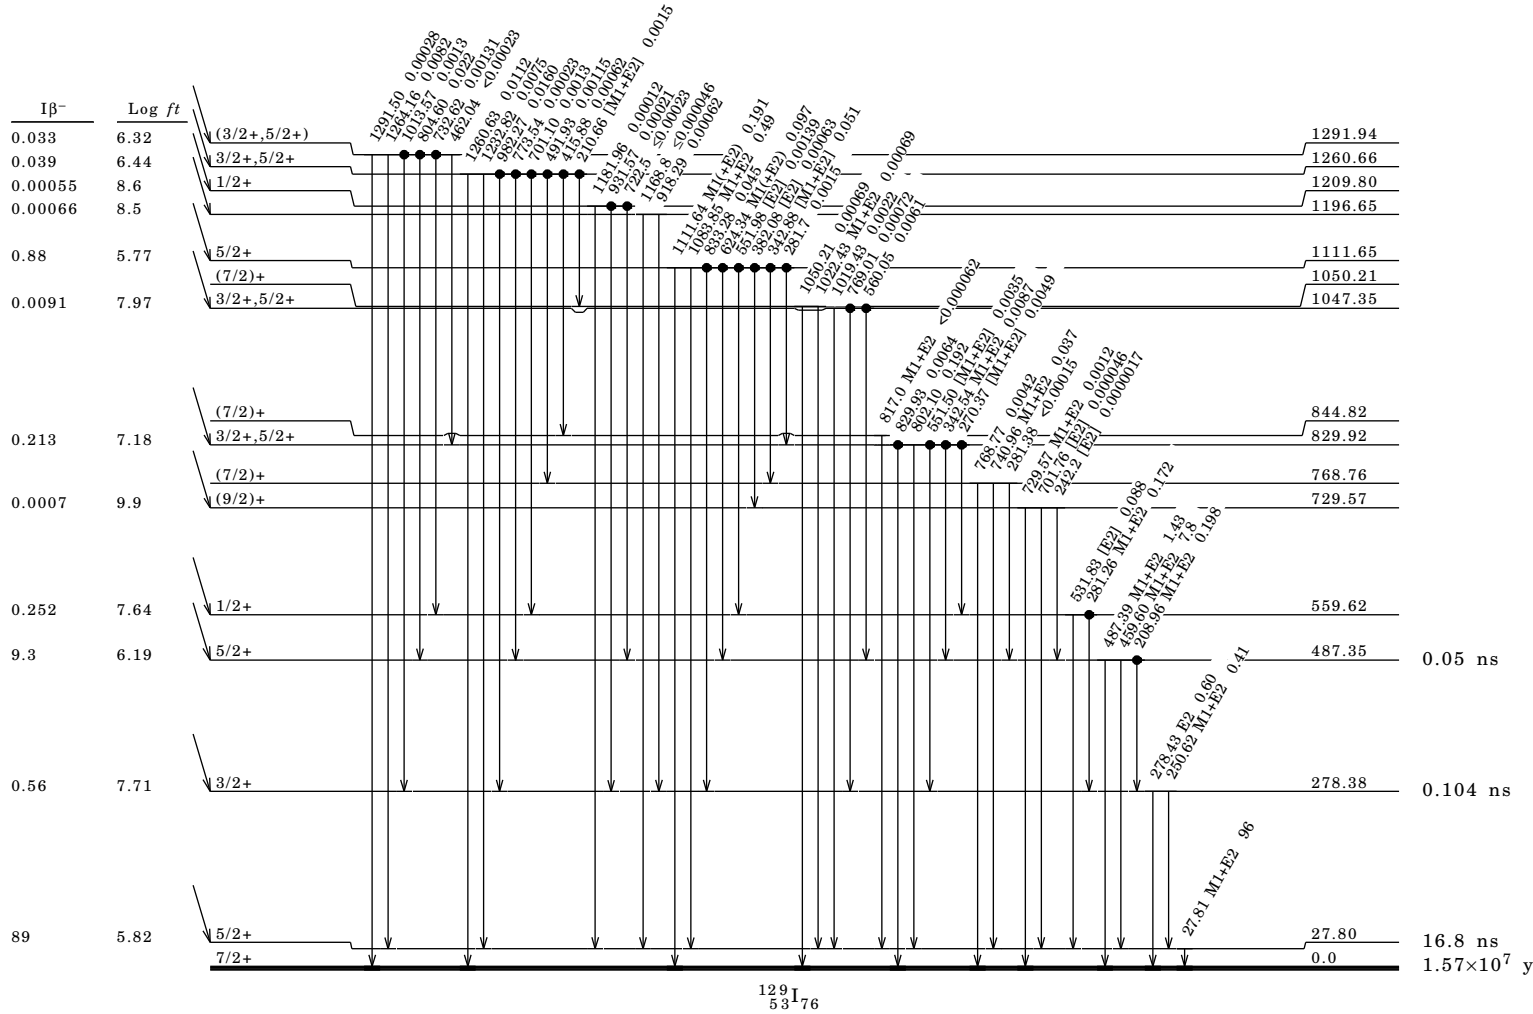 Iβ⁻ Log ft
1291.50 0.00028
1264.16 0.0082
1013.57 0.0013
804.60 0.022
732.62 0.00131
462.04 <0.00023
1260.63 0.0112
1232.82 0.0075
982.27 0.0160
773.54 0.00023
701.10 0.0013
491.93 0.00115
415.88 0.00062
210.66 [M1+E2] 0.0015
1181.96 0.00012
931.57 0.00021
722.5 <0.00023
1168.8 <0.000046
918.29 0.00062
1111.64 M1(+E2) 0.191
1083.85 M1+E2 0.49
833.28 0.045
624.34 M1(+E2) 0.097
551.98 [E2] 0.00139
382.08 [E2] 0.00063
342.88 [M1+E2] 0.051
281.7 0.0015
1050.21 0.00069
1022.43 M1+E2 0.00069
1019.43 0.0022
769.01 0.00072
560.05 0.0061
817.0 M1+E2 <0.000062
829.93 0.0064
802.10 0.192
551.50 [M1+E2] 0.0035
342.54 M1+E2 0.0087
270.37 [M1+E2] 0.0049
768.77 0.0042
740.96 M1+E2 0.037
281.38 <0.00015
729.57 M1+E2 0.0012
701.76 [E2] 0.000046
242.2 [E2] 0.0000017
531.83 [E2] 0.088
281.26 M1+E2 0.172
487.39 M1+E2 1.43
459.60 M1+E2 7.8
208.96 M1+E2 0.198
278.43 E2 0.60
250.62 M1+E2 0.41
27.81 M1+E2 96
0.033 6.32 (3/2+,5/2+) 1291.94
0.039 6.44 3/2+,5/2+ 1260.66
0.00055 8.6 1/2+ 1209.80
0.00066 8.5 1196.65
0.88 5.77 5/2+ 1111.65
(7/2)+ 1050.21
0.0091 7.97 3/2+,5/2+ 1047.35
(7/2)+ 844.82
0.213 7.18 3/2+,5/2+ 829.92
(7/2)+ 768.76
0.0007 9.9 (9/2)+ 729.57
0.252 7.64 1/2+ 559.62
9.3 6.19 5/2+ 487.35 0.05 ns
0.56 7.71 3/2+ 278.38 0.104 ns
89 5.82 5/2+ 27.80 16.8 ns
7/2+ 0.0 1.57×10⁷ y
¹²⁹₅₃I₇₆